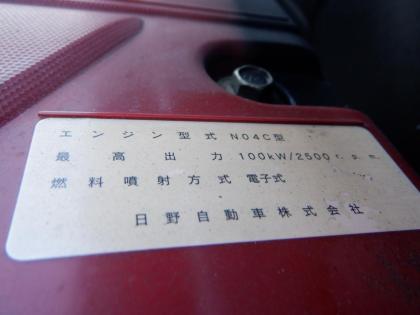 エンジン型式 N04C型
最高出力 100kW/2500 r.p.m.
燃料噴射方式 電子式
日野自動車株式会社